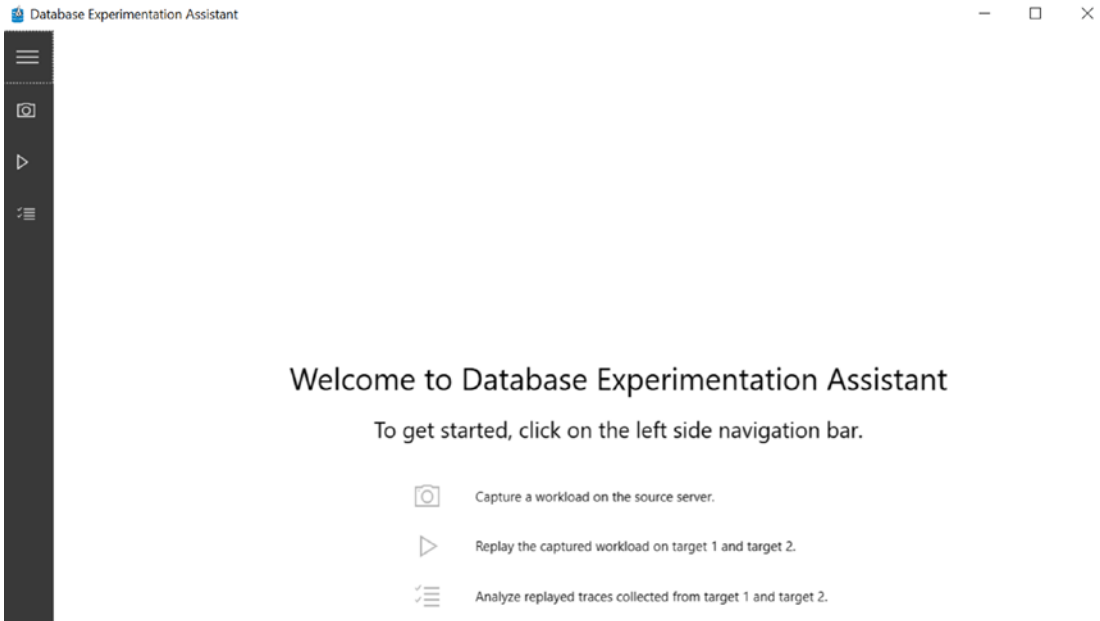 Database Experimentation Assistant
Welcome to Database Experimentation Assistant
To get started, click on the left side navigation bar.
Capture a workload on the source server.
Replay the captured workload on target 1 and target 2.
Analyze replayed traces collected from target 1 and target 2.